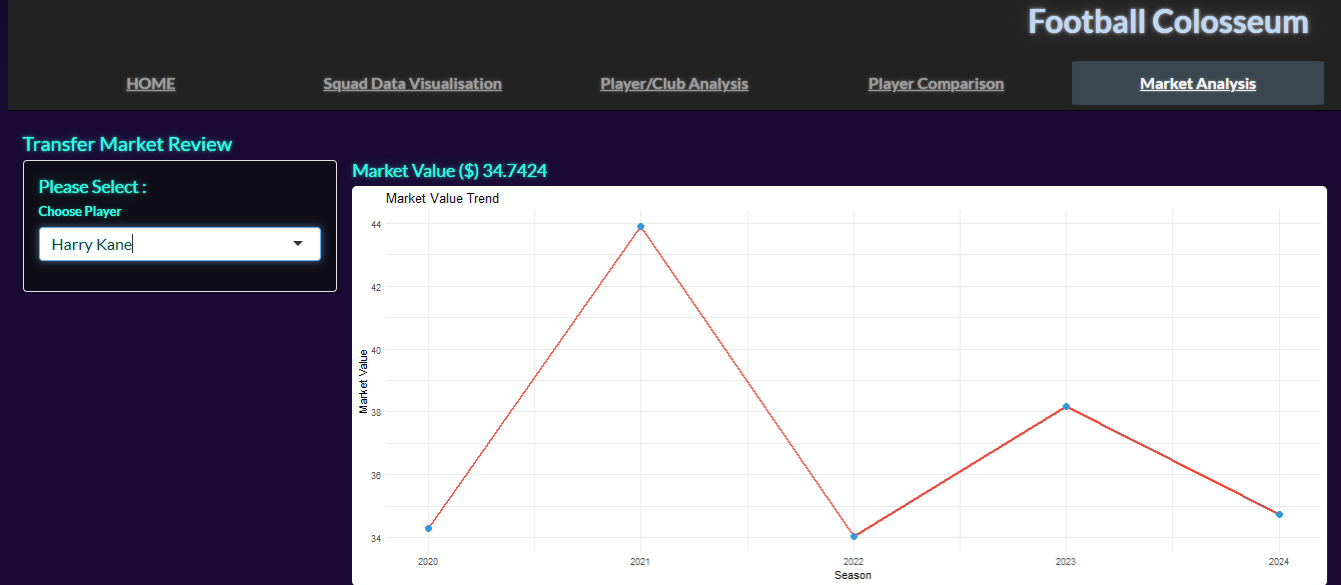 Football Colosseum
HOME Squad Data Visualisation Player/Club Analysis Player Comparison Market Analysis
Transfer Market Review
Please Select :
Choose Player
Harry Kane
Market Value ($) 34.7424
Market Value Trend
Market Value
44
42
40
38
36
34
2020 2021 2022 2023 2024
Season